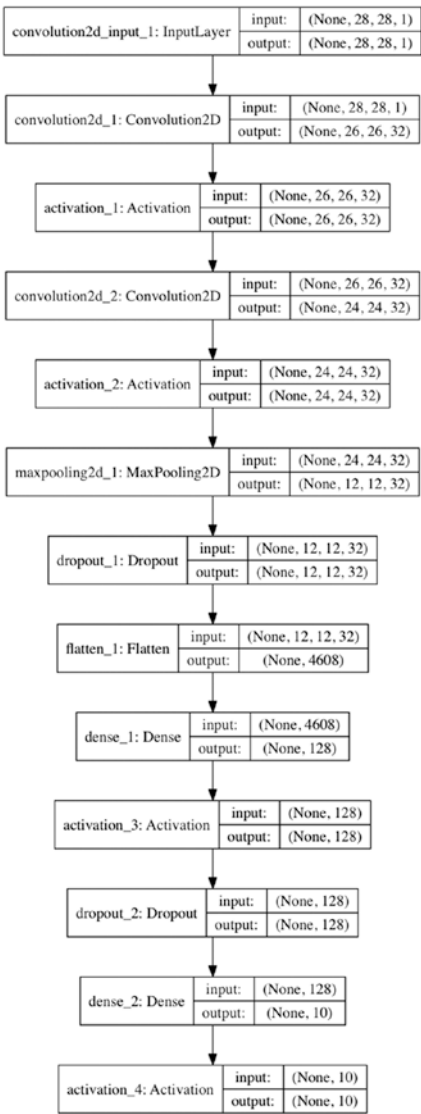 convolution2d_input_1: InputLayer
input: (None, 28, 28, 1)
output: (None, 28, 28, 1)
convolution2d_1: Convolution2D
input: (None, 28, 28, 1)
output: (None, 26, 26, 32)
activation_1: Activation
input: (None, 26, 26, 32)
output: (None, 26, 26, 32)
convolution2d_2: Convolution2D
input: (None, 26, 26, 32)
output: (None, 24, 24, 32)
activation_2: Activation
input: (None, 24, 24, 32)
output: (None, 24, 24, 32)
maxpooling2d_1: MaxPooling2D
input: (None, 24, 24, 32)
output: (None, 12, 12, 32)
dropout_1: Dropout
input: (None, 12, 12, 32)
output: (None, 12, 12, 32)
flatten_1: Flatten
input: (None, 12, 12, 32)
output: (None, 4608)
dense_1: Dense
input: (None, 4608)
output: (None, 128)
activation_3: Activation
input: (None, 128)
output: (None, 128)
dropout_2: Dropout
input: (None, 128)
output: (None, 128)
dense_2: Dense
input: (None, 128)
output: (None, 10)
activation_4: Activation
input: (None, 10)
output: (None, 10)